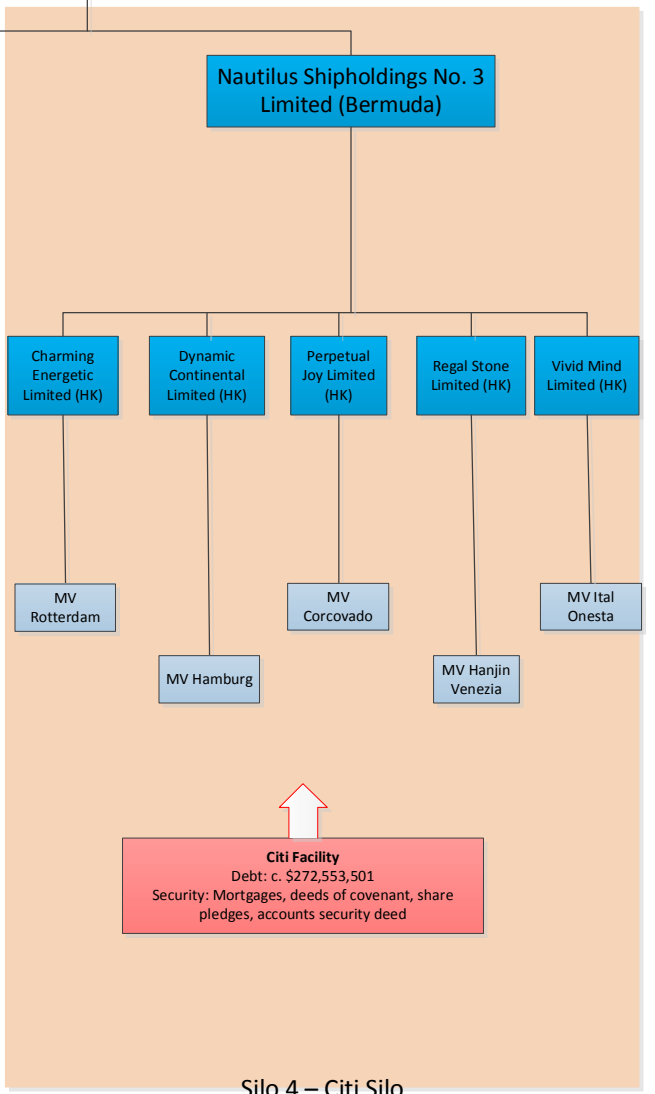 Nautilus Shipholdings No. 3
Limited (Bermuda)
Charming
Energetic
Limited (HK)
Dynamic
Continental
Limited (HK)
Perpetual
Joy Limited
(HK)
Regal Stone
Limited (HK)
Vivid Mind
Limited (HK)
MV
Rotterdam
MV Hamburg
MV
Corcovado
MV Hanjin
Venezia
MV Ital
Onesta
Citi Facility
Debt: c. $272,553,501
Security: Mortgages, deeds of covenant, share
pledges, accounts security deed
Silo 4 – Citi Silo